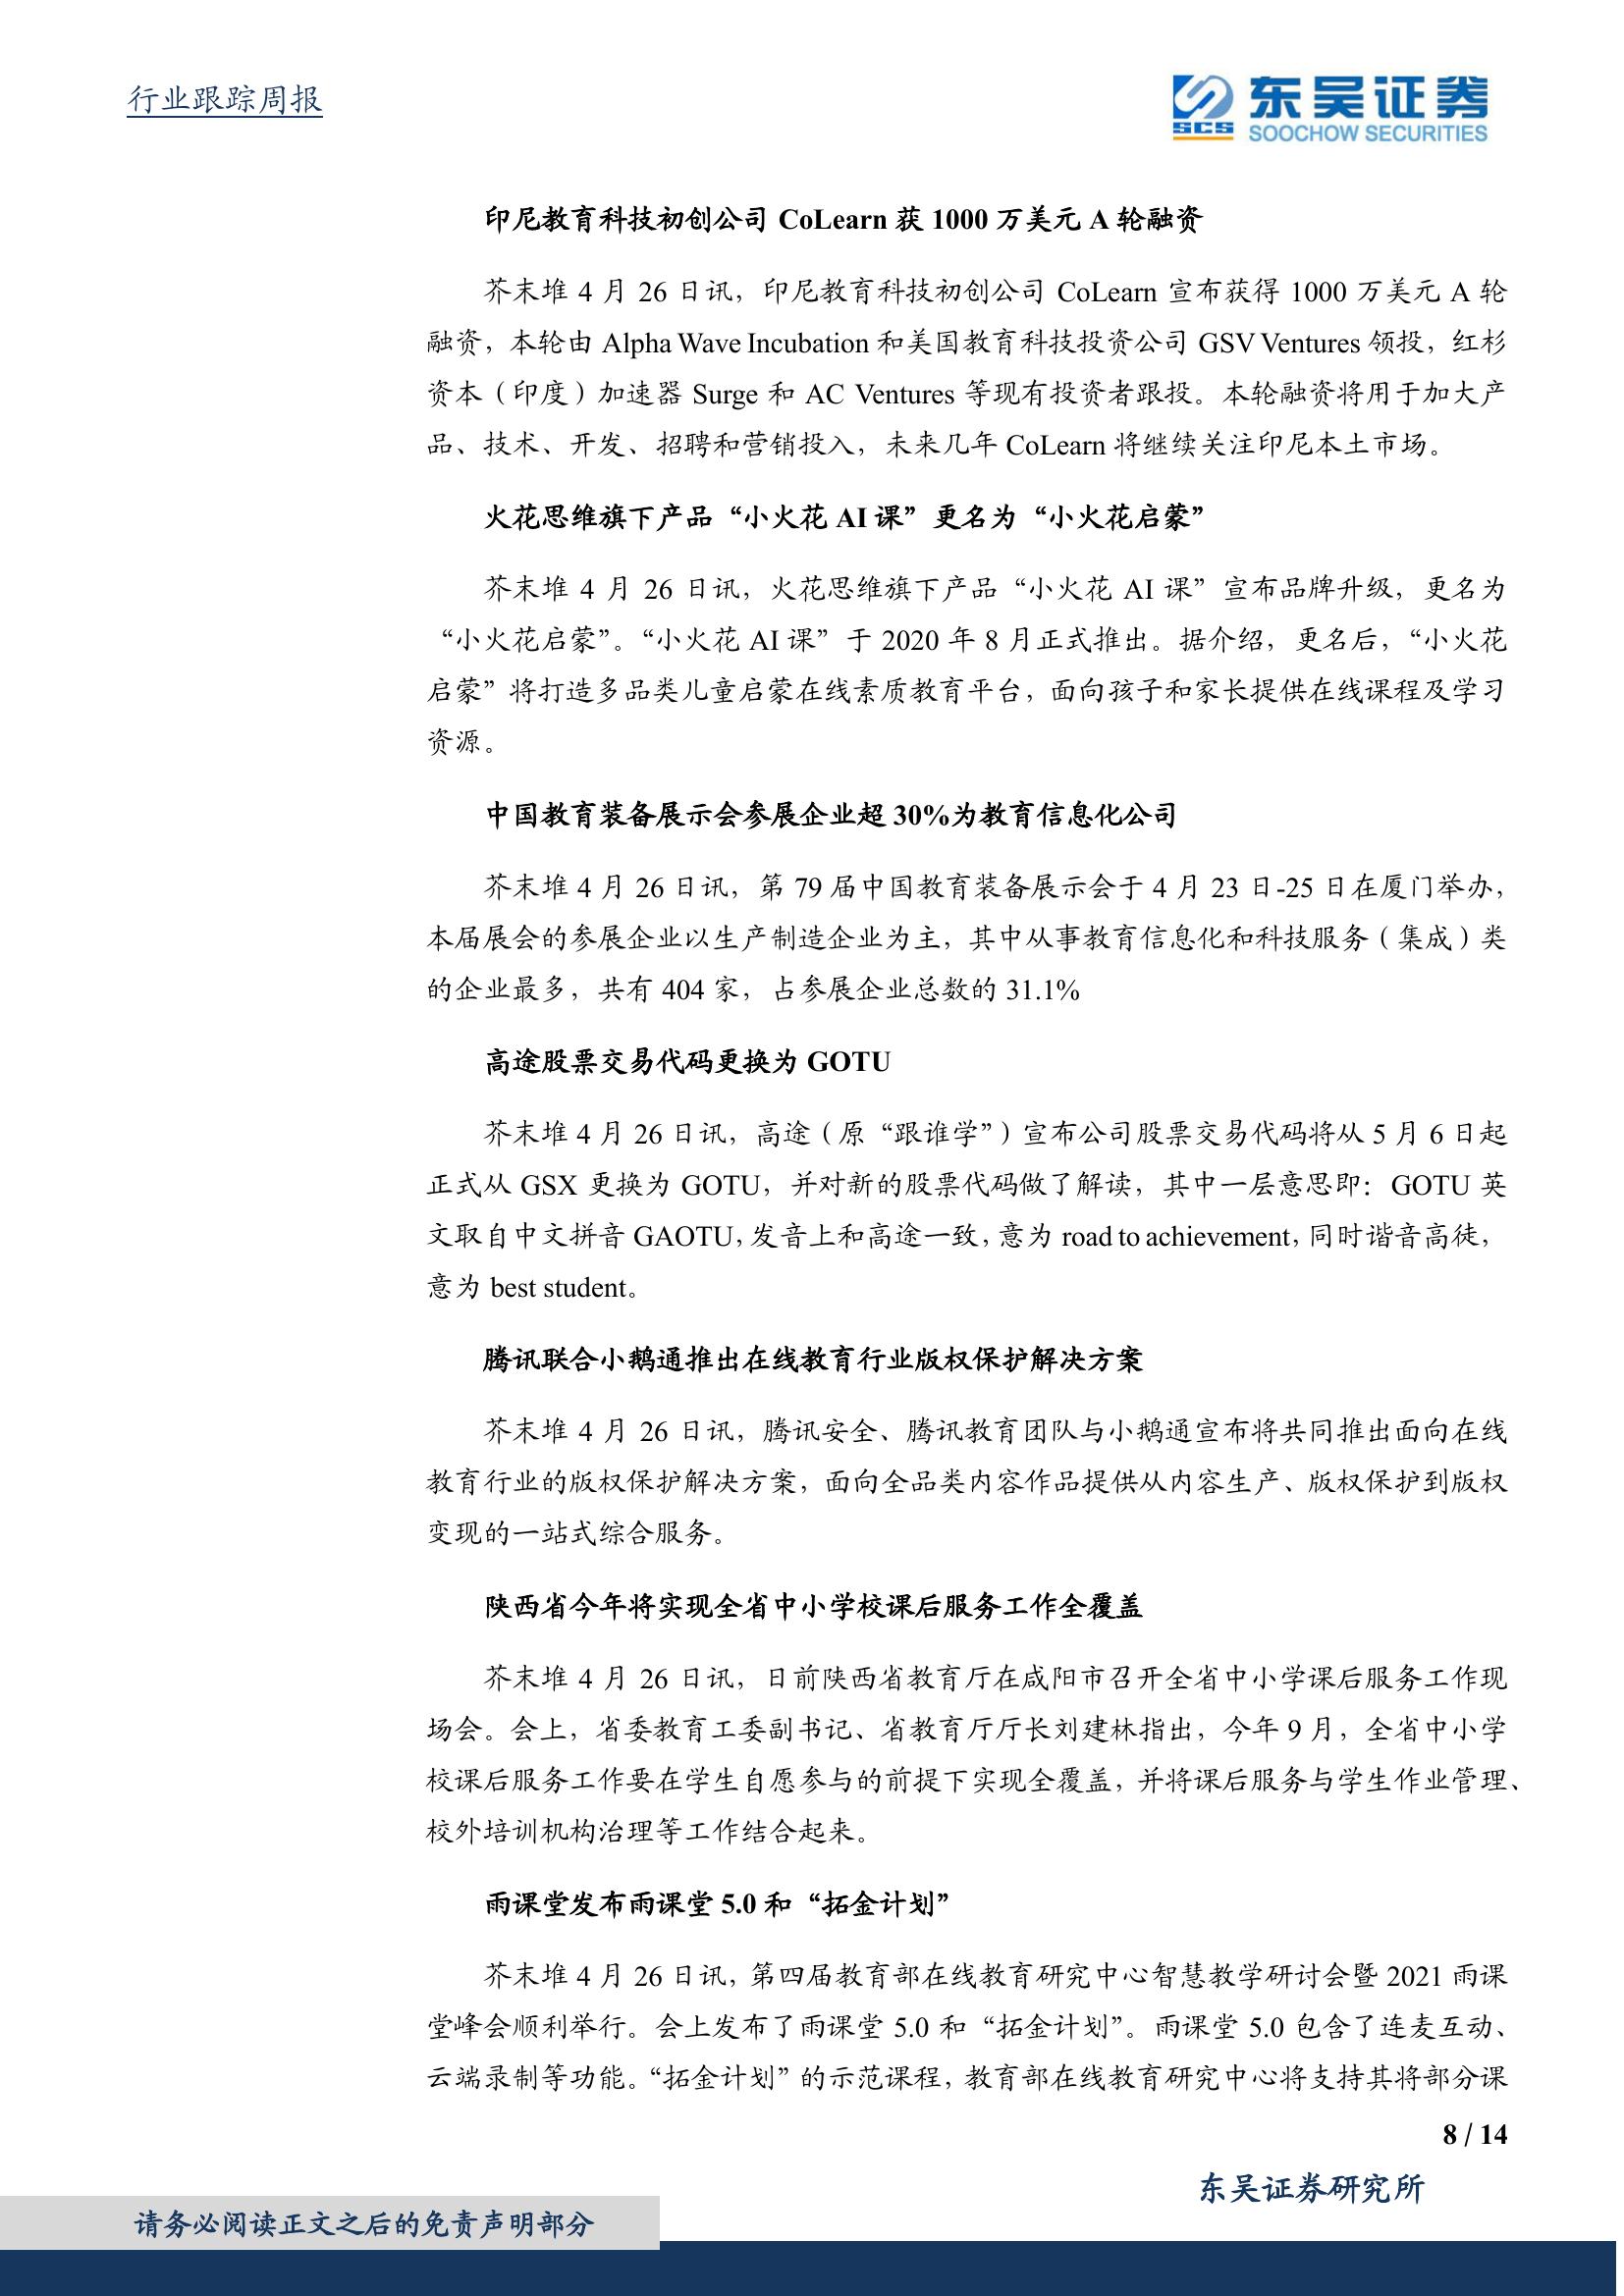 行业跟踪周报
SCS 东吴证券
SOOCHOW SECURITIES
印尼教育科技初创公司 CoLearn 获 1000 万美元 A 轮融资
芥末堆 4 月 26 日讯，印尼教育科技初创公司 CoLearn 宣布获得 1000 万美元 A 轮
融资，本轮由 Alpha Wave Incubation 和美国教育科技投资公司 GSV Ventures 领投，红杉
资本（印度）加速器 Surge 和 AC Ventures 等现有投资者跟投。本轮融资将用于加大产
品、技术、开发、招聘和营销投入，未来几年 CoLearn 将继续关注印尼本土市场。
火花思维旗下产品“小火花 AI 课”更名为“小火花启蒙”
芥末堆 4 月 26 日讯，火花思维旗下产品“小火花 AI 课”宣布品牌升级，更名为
“小火花启蒙”。“小火花 AI 课”于 2020 年 8 月正式推出。据介绍，更名后，“小火花
启蒙”将打造多品类儿童启蒙在线素质教育平台，面向孩子和家长提供在线课程及学习
资源。
中国教育装备展示会参展企业超 30%为教育信息化公司
芥末堆 4 月 26 日讯，第 79 届中国教育装备展示会于 4 月 23 日-25 日在厦门举办，
本届展会的参展企业以生产制造企业为主，其中从事教育信息化和科技服务（集成）类
的企业最多，共有 404 家，占参展企业总数的 31.1%
高途股票交易代码更换为 GOTU
芥末堆 4 月 26 日讯，高途（原“跟谁学”）宣布公司股票交易代码将从 5 月 6 日起
正式从 GSX 更换为 GOTU，并对新的股票代码做了解读，其中一层意思即：GOTU 英
文取自中文拼音 GAOTU，发音上和高途一致，意为 road to achievement，同时谐音高徒，
意为 best student。
腾讯联合小鹅通推出在线教育行业版权保护解决方案
芥末堆 4 月 26 日讯，腾讯安全、腾讯教育团队与小鹅通宣布将共同推出面向在线
教育行业的版权保护解决方案，面向全品类内容作品提供从内容生产、版权保护到版权
变现的一站式综合服务。
陕西省今年将实现全省中小学校课后服务工作全覆盖
芥末堆 4 月 26 日讯，日前陕西省教育厅在咸阳市召开全省中小学课后服务工作现
场会。会上，省委教育工委副书记、省教育厅厅长刘建林指出，今年 9 月，全省中小学
校课后服务工作要在学生自愿参与的前提下实现全覆盖，并将课后服务与学生作业管理、
校外培训机构治理等工作结合起来。
雨课堂发布雨课堂 5.0 和“拓金计划”
芥末堆 4 月 26 日讯，第四届教育部在线教育研究中心智慧教学研讨会暨 2021 雨课
堂峰会顺利举行。会上发布了雨课堂 5.0 和“拓金计划”。雨课堂 5.0 包含了连麦互动、
云端录制等功能。“拓金计划”的示范课程，教育部在线教育研究中心将支持其将部分课
8 / 14
东吴证券研究所
请务必阅读正文之后的免责声明部分